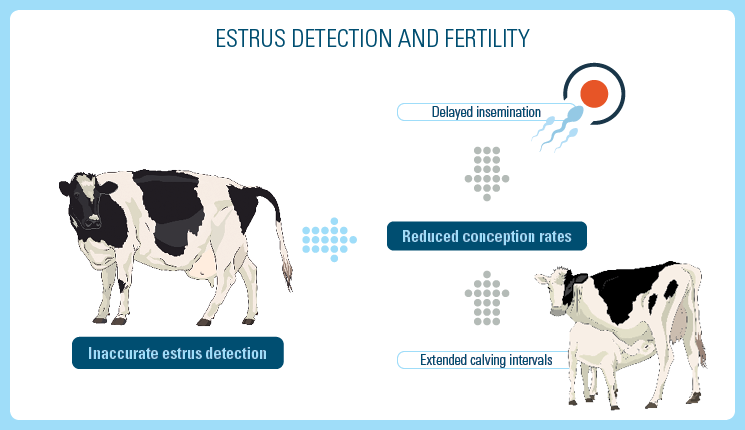 ESTRUS DETECTION AND FERTILITY
Delayed insemination
Reduced conception rates
Inaccurate estrus detection
Extended calving intervals